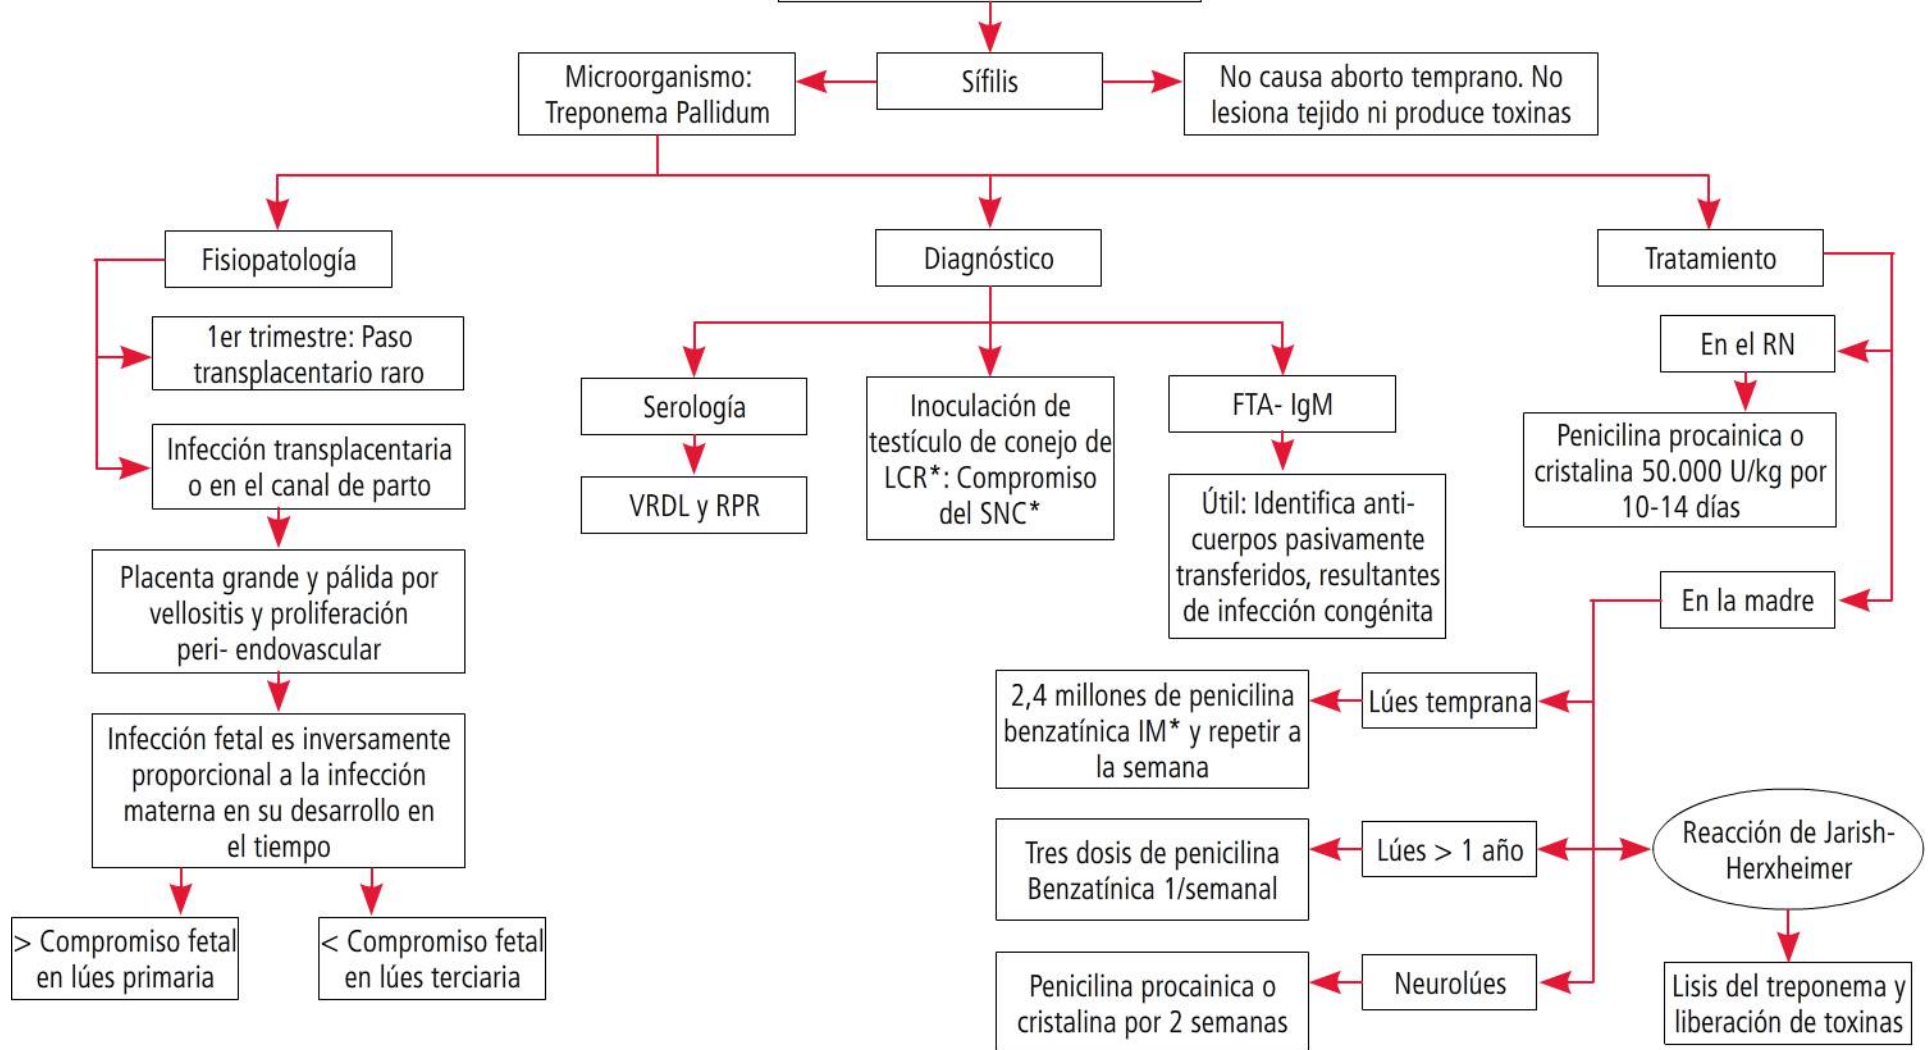 Microorganismo:
Treponema Pallidum
Sífilis
No causa aborto temprano. No
lesiona tejido ni produce toxinas
Fisiopatología
1er trimestre: Paso
transplacentario raro
Infección transplacentaria
o en el canal de parto
Placenta grande y pálida por
vellositis y proliferación
peri- endovascular
Infección fetal es inversamente
proporcional a la infección
materna en su desarrollo en
el tiempo
> Compromiso fetal
en lúes primaria
< Compromiso fetal
en lúes terciaria
Diagnóstico
Serología
VRDL y RPR
Inoculación de
testículo de conejo de
LCR*: Compromiso
del SNC*
FTA- IgM
Útil: Identifica anti-
cuerpos pasivamente
transferidos, resultantes
de infección congénita
Tratamiento
En el RN
Penicilina procainica o
cristalina 50.000 U/kg por
10-14 días
En la madre
Lúes temprana
2,4 millones de penicilina
benzatínica IM* y repetir a
la semana
Lúes > 1 año
Tres dosis de penicilina
Benzatínica 1/semanal
Neurolúes
Penicilina procainica o
cristalina por 2 semanas
Reacción de Jarish-
Herxheimer
Lisis del treponema y
liberación de toxinas